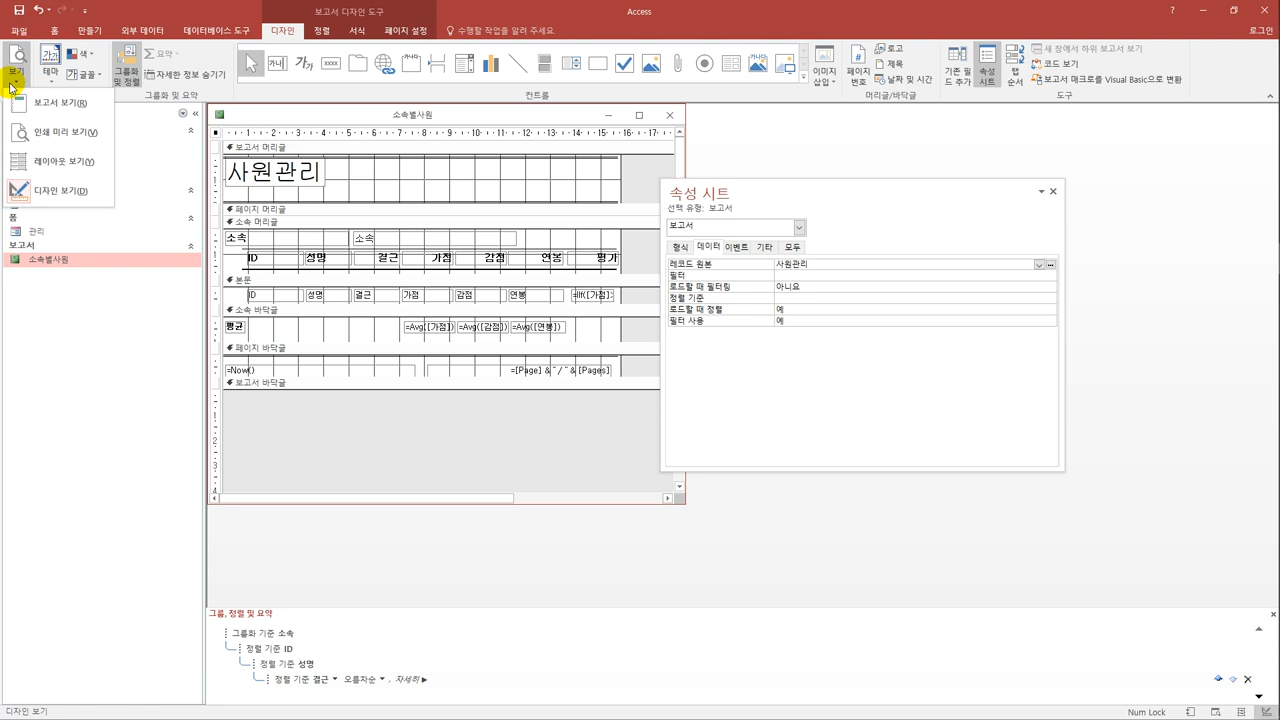 보고서 디자인 도구
Access
파일 홈 만들기 외부 데이터 데이터베이스 도구 디자인 정렬 서식 페이지 설정 수행할 작업을 알려 주세요.
로그인
보기
테마
색
글꼴
그룹화 및 정렬
요약
자세한 정보 숨기기
그룹화 및 요약
컨트롤
이미지 삽입
페이지 번호
로고
제목
날짜 및 시간
머리글/바닥글
기존 필드 추가
속성 시트
탭 순서
새 창에서 하위 보고서 보기
코드 보기
보고서 매크로를 Visual Basic으로 변환
도구
보고서 보기(R)
인쇄 미리 보기(V)
레이아웃 보기(Y)
디자인 보기(D)
폼
관리
보고서
소속별사원
소속별사원
보고서 머리글
사원관리
페이지 머리글
소속 머리글
소속 소속
ID 성명 결근 가점 감점 연봉 평가
본문
ID 성명 결근 가점 감점 연봉 =IIf([가점]>
소속 바닥글
평균 =Avg([가점]) =Avg([감점]) =Avg([연봉])
페이지 바닥글
=Now() =[Page] & "/" & [Pages]
보고서 바닥글
속성 시트
선택 유형: 보고서
보고서
형식 데이터 이벤트 기타 모두
레코드 원본 사원관리
필터
로드할 때 필터링 아니요
정렬 기준
로드할 때 정렬 예
필터 사용 예
그룹, 정렬 및 요약
그룹화 기준 소속
정렬 기준 ID
정렬 기준 성명
정렬 기준 결근 오름차순 , 자세히
디자인 보기
Num Lock